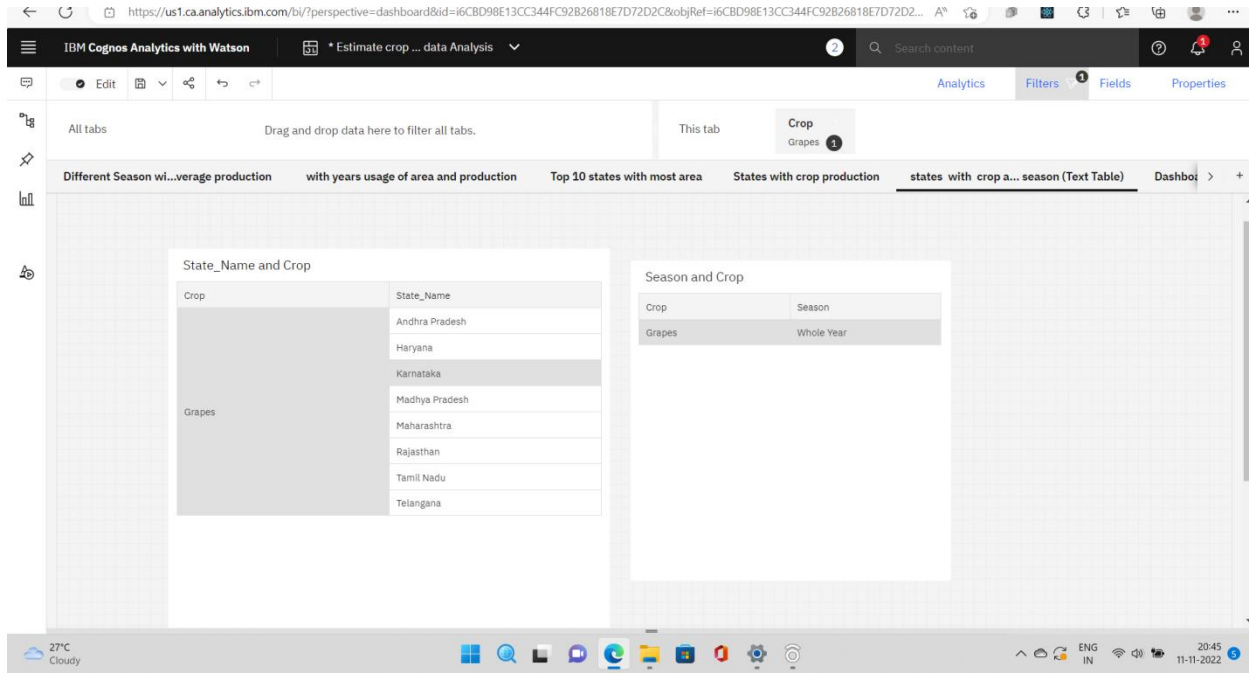 https://us1.ca.analytics.ibm.com/bi/?perspective=dashboard&id=i6CBD98E13CC344FC92B26818E7D72D2C&objRef=i6CBD98E13CC344FC92B26818E7D72D2...
IBM Cognos Analytics with Watson * Estimate crop ... data Analysis 2 Search content 1
Edit Analytics Filters 1 Fields Properties
All tabs Drag and drop data here to filter all tabs. This tab Crop
Grapes 1
Different Season wi...verage production with years usage of area and production Top 10 states with most area States with crop production states with crop a... season (Text Table) Dashboa
State_Name and Crop
Crop State_Name
Andhra Pradesh
Haryana
Karnataka
Madhya Pradesh
Grapes
Maharashtra
Rajasthan
Tamil Nadu
Telangana
Season and Crop
Crop Season
Grapes Whole Year
27°C
Cloudy
ENG
IN
20:45
11-11-2022
5